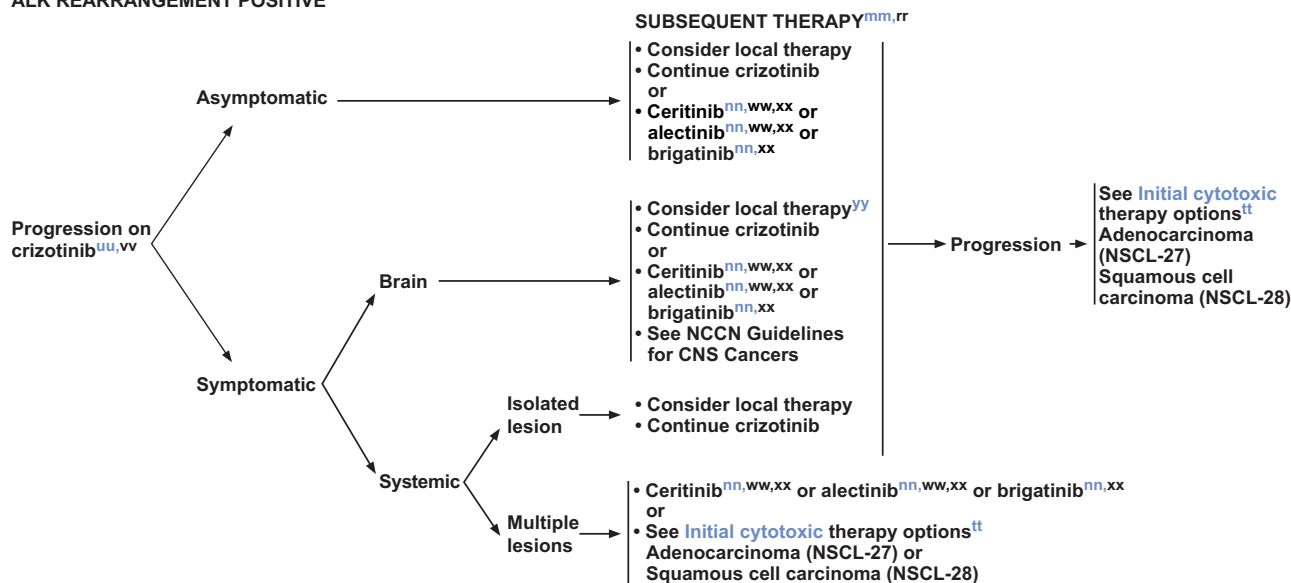 ALK REARRANGEMENT POSITIVE
SUBSEQUENT THERAPYmm,rr
Asymptomatic
• Consider local therapy
• Continue crizotinib
or
• Ceritinibnn,ww,xx or
alectinibnn,ww,xx or
brigatinibnn,xx
Progression on
crizotinibuu,vv
Brain
• Consider local therapyyy
• Continue crizotinib
or
• Ceritinibnn,ww,xx or
alectinibnn,ww,xx or
brigatinibnn,xx
• See NCCN Guidelines
for CNS Cancers
Progression
See Initial cytotoxic
therapy optionstt
Adenocarcinoma
(NSCL-27)
Squamous cell
carcinoma (NSCL-28)
Symptomatic
Systemic
Isolated
lesion
• Consider local therapy
• Continue crizotinib
Multiple
lesions
• Ceritinibnn,ww,xx or alectinibnn,ww,xx or brigatinibnn,xx
or
• See Initial cytotoxic therapy optionstt
Adenocarcinoma (NSCL-27) or
Squamous cell carcinoma (NSCL-28)